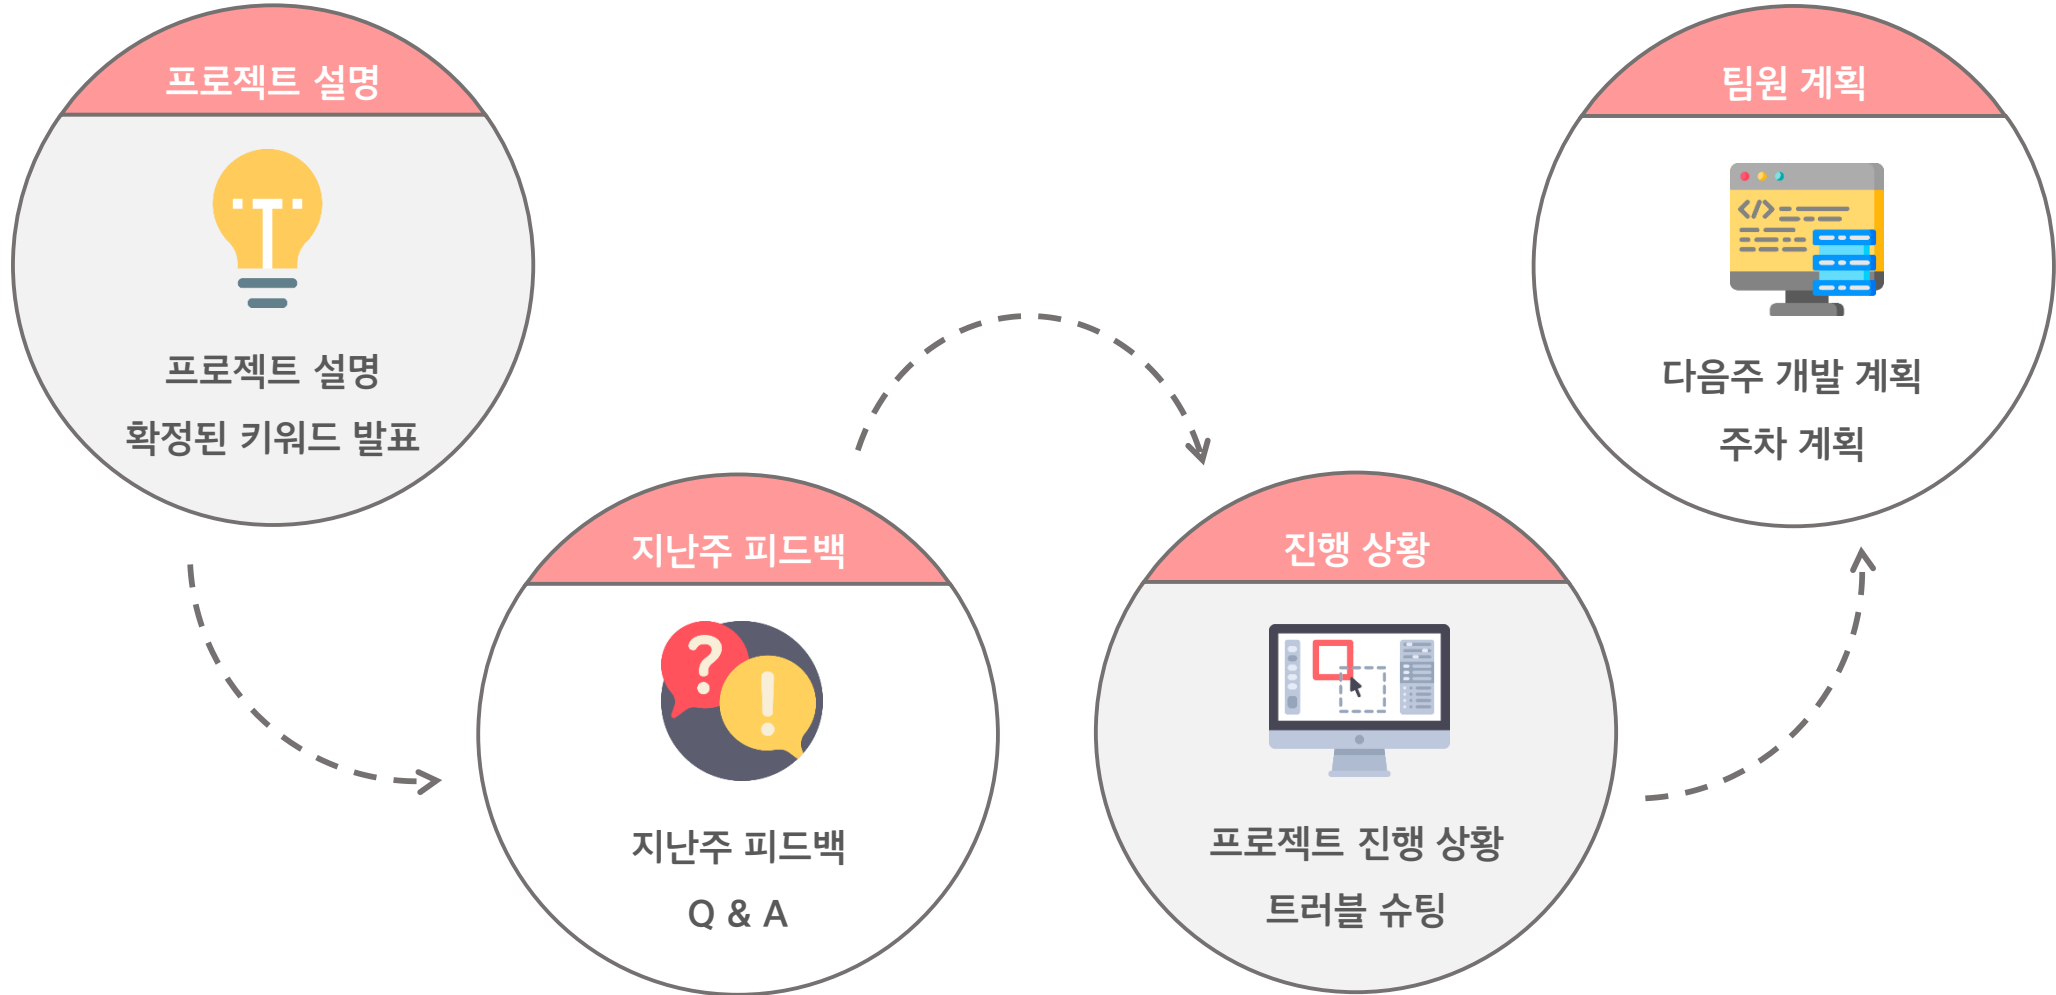 프로젝트 설명
프로젝트 설명
확정된 키워드 발표
지난주 피드백
?
!
지난주 피드백
Q & A
진행 상황
프로젝트 진행 상황
트러블 슈팅
팀원 계획
</>
다음주 개발 계획
주차 계획